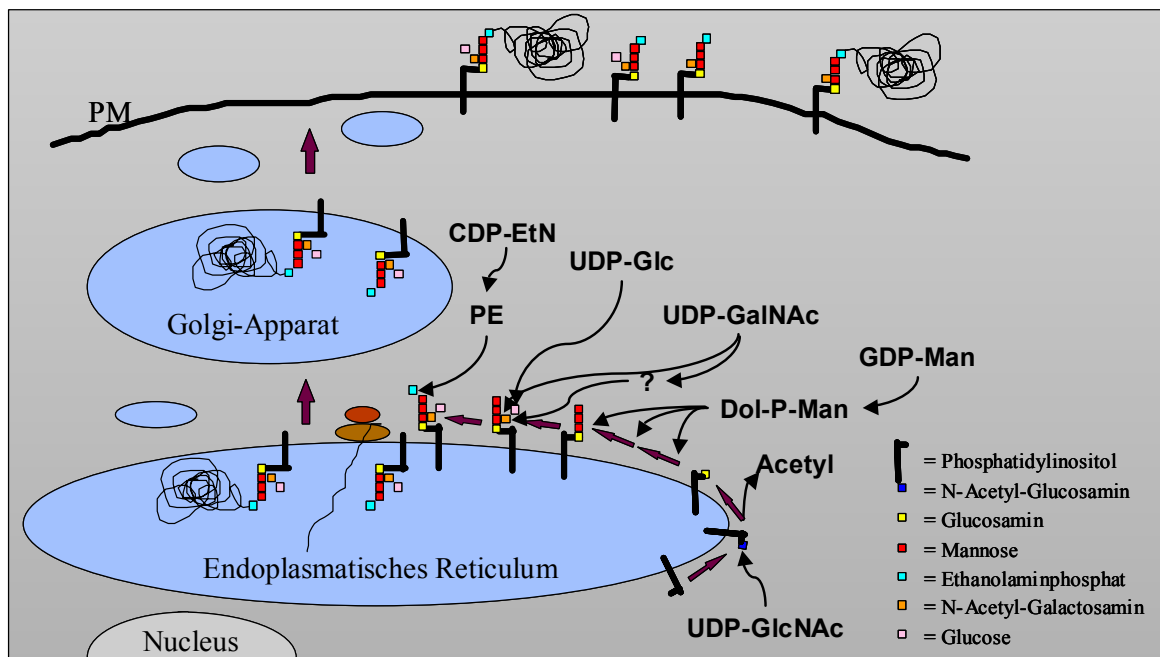 PM
CDP-EtN
UDP-Glc
Golgi-Apparat
PE
UDP-GalNAc
GDP-Man
?
Dol-P-Man
Acetyl
Endoplasmatisches Reticulum
UDP-GlcNAc
Nucleus
= Phosphatidylinositol
= N-Acetyl-Glucosamin
= Glucosamin
= Mannose
= Ethanolaminphosphat
= N-Acetyl-Galactosamin
= Glucose